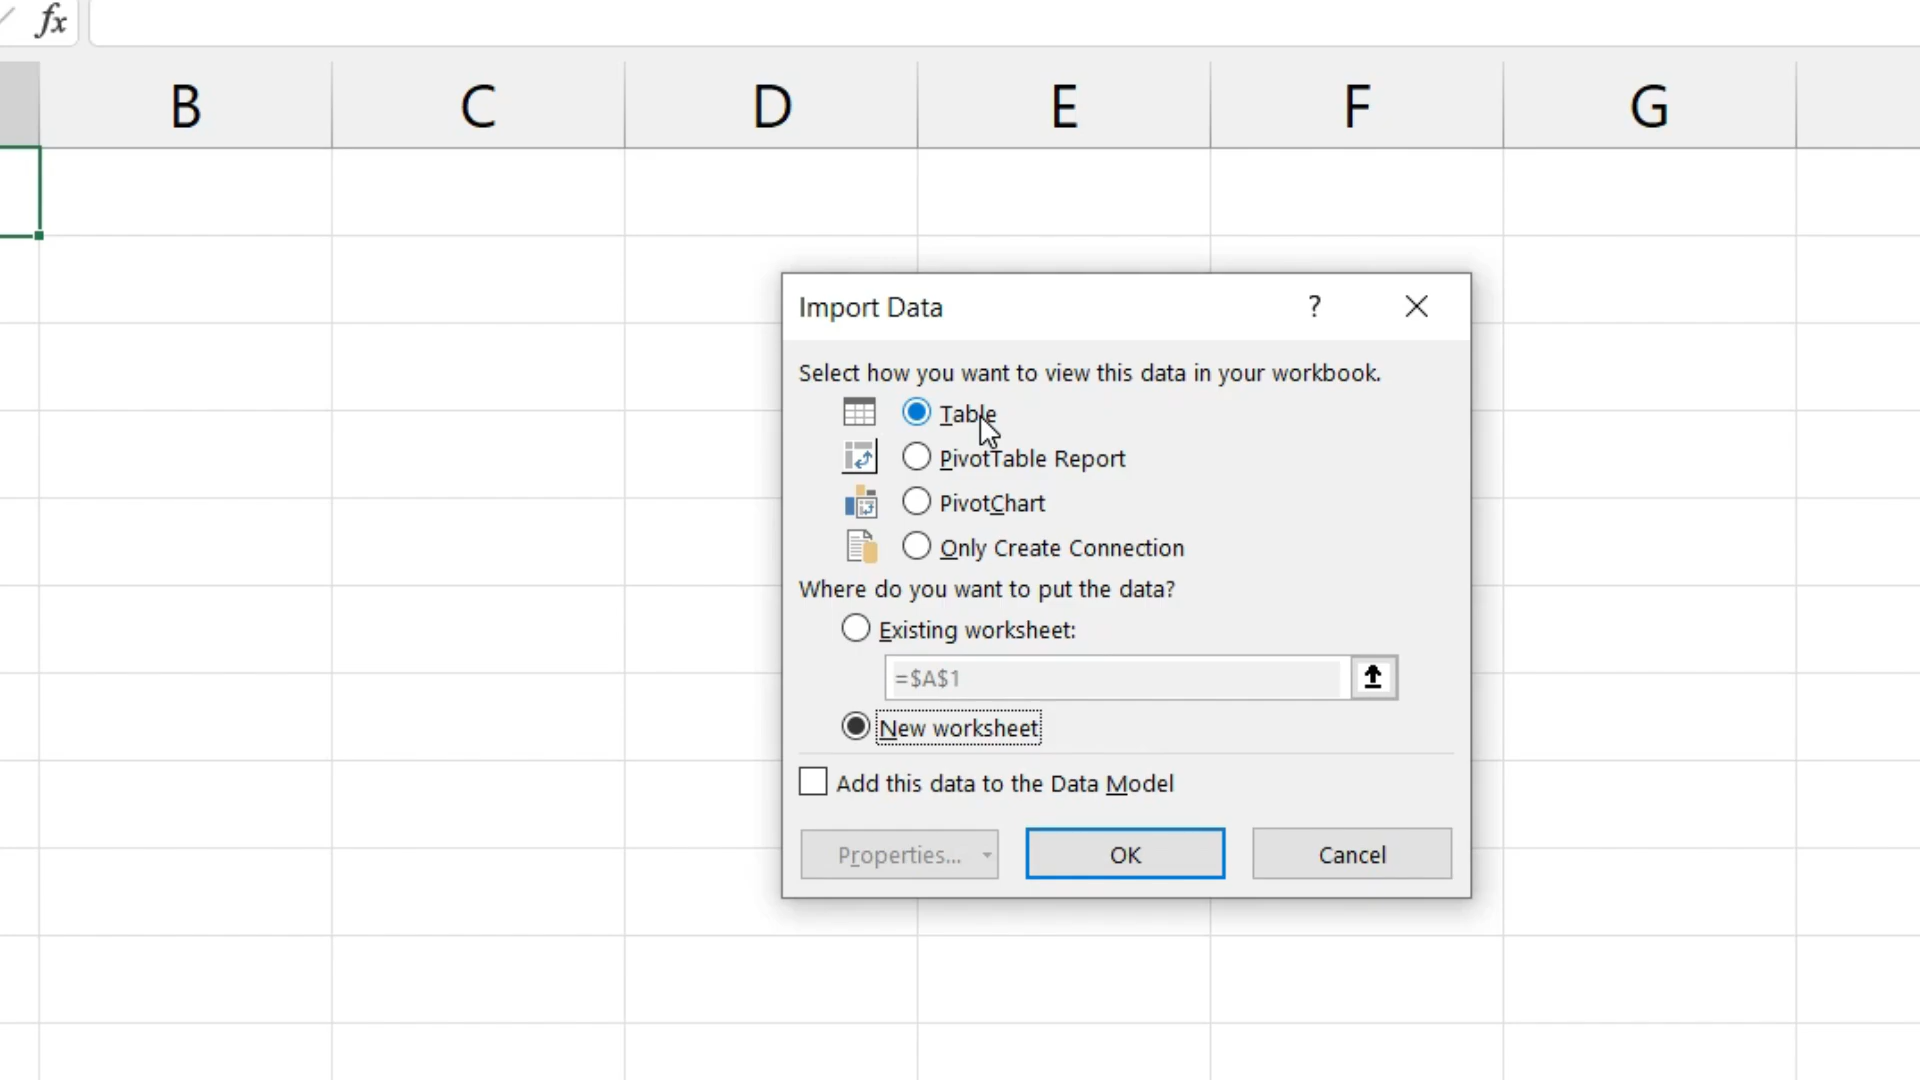 fx
B C D E F G
Import Data ?
Select how you want to view this data in your workbook.
Table
PivotTable Report
PivotChart
Only Create Connection
Where do you want to put the data?
Existing worksheet:
=$A$1
New worksheet
Add this data to the Data Model
Properties... OK Cancel